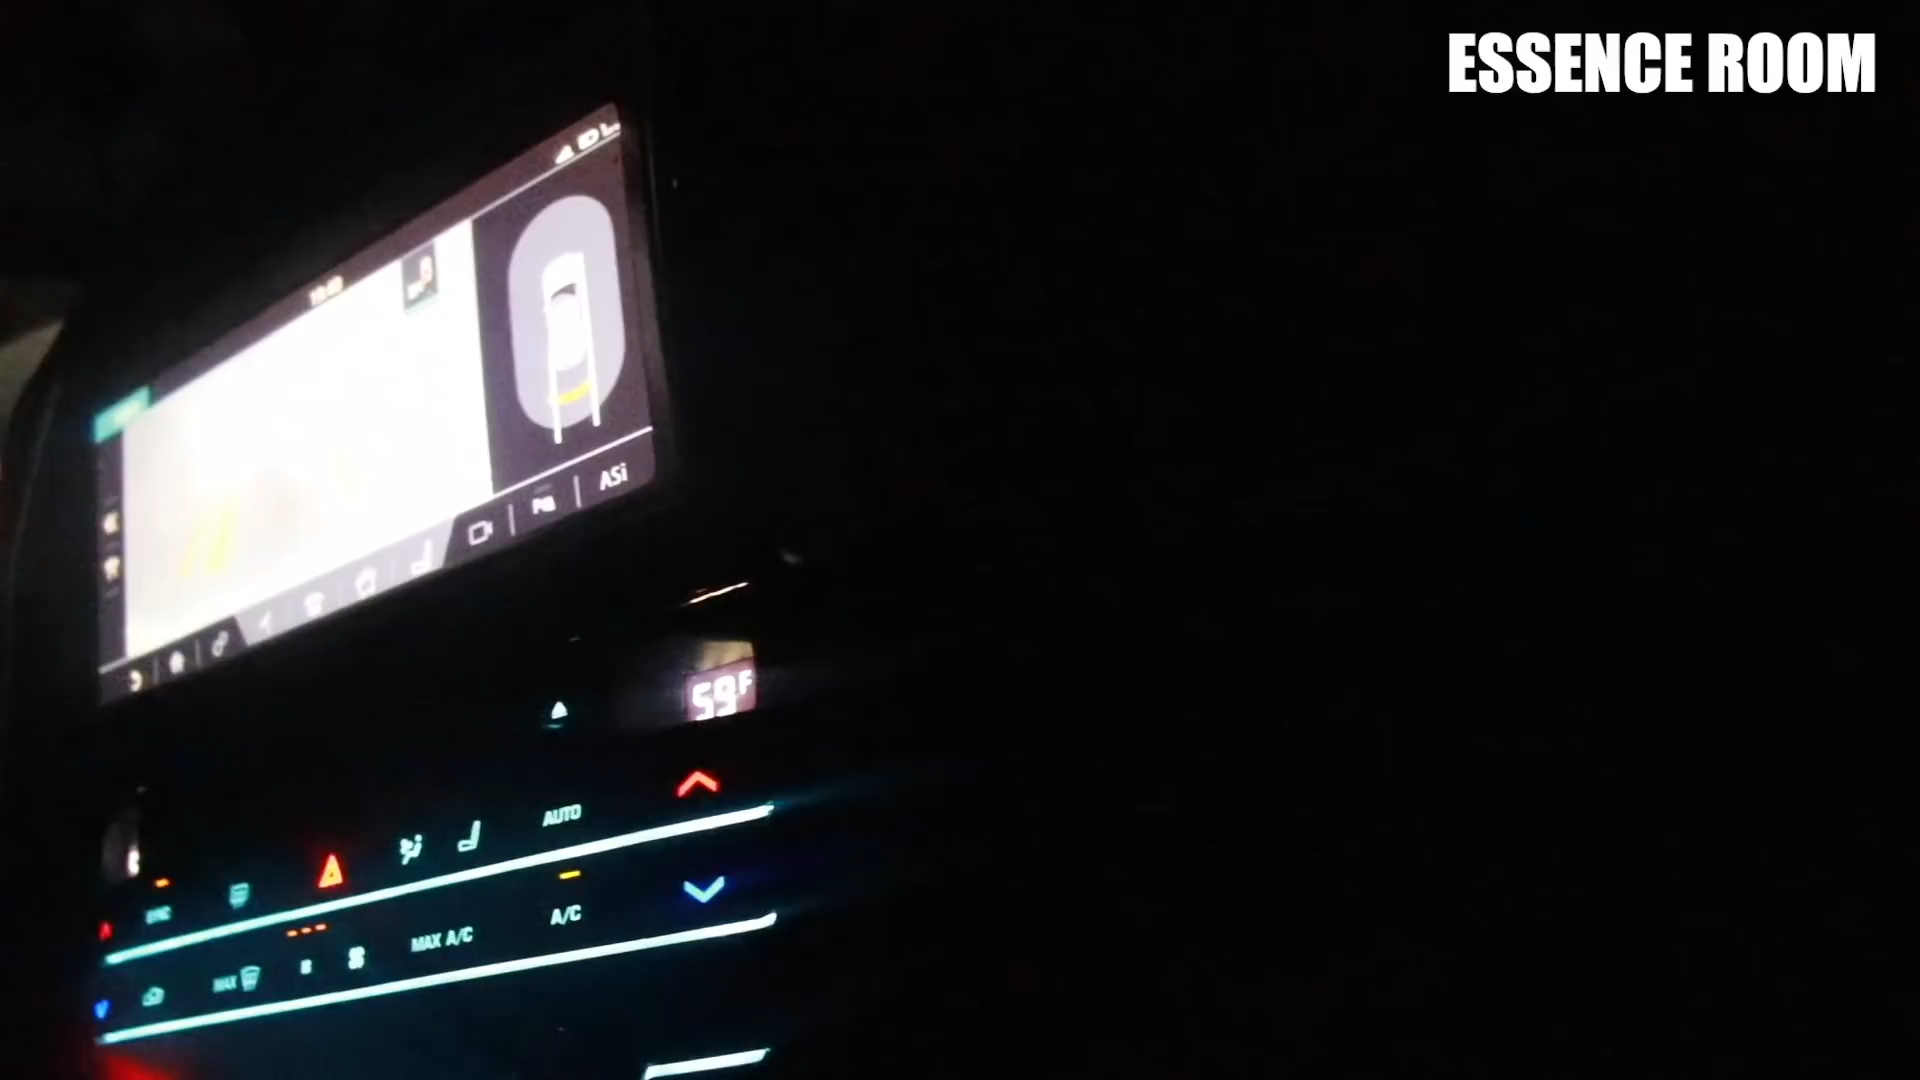 ESSENCE ROOM
ASi
59F
AUTO
SYNC
A/C
MAX A/C
MAX